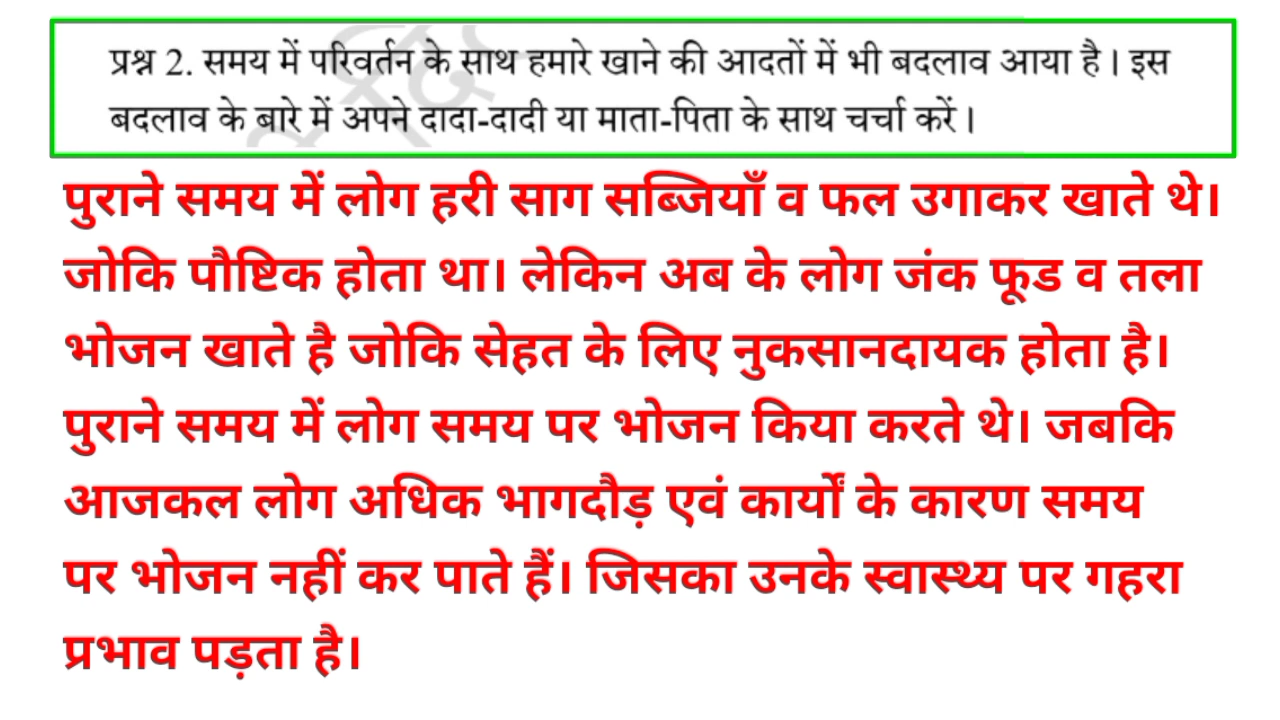 प्रश्न 2. समय में परिवर्तन के साथ हमारे खाने की आदतों में भी बदलाव आया है। इस
बदलाव के बारे में अपने दादा-दादी या माता-पिता के साथ चर्चा करें।
पुराने समय में लोग हरी साग सब्जियाँ व फल उगाकर खाते थे।
जोकि पौष्टिक होता था। लेकिन अब के लोग जंक फूड व तला
भोजन खाते है जोकि सेहत के लिए नुकसानदायक होता है।
पुराने समय में लोग समय पर भोजन किया करते थे। जबकि
आजकल लोग अधिक भागदौड़ एवं कार्यों के कारण समय
पर भोजन नहीं कर पाते हैं। जिसका उनके स्वास्थ्य पर गहरा
प्रभाव पड़ता है।